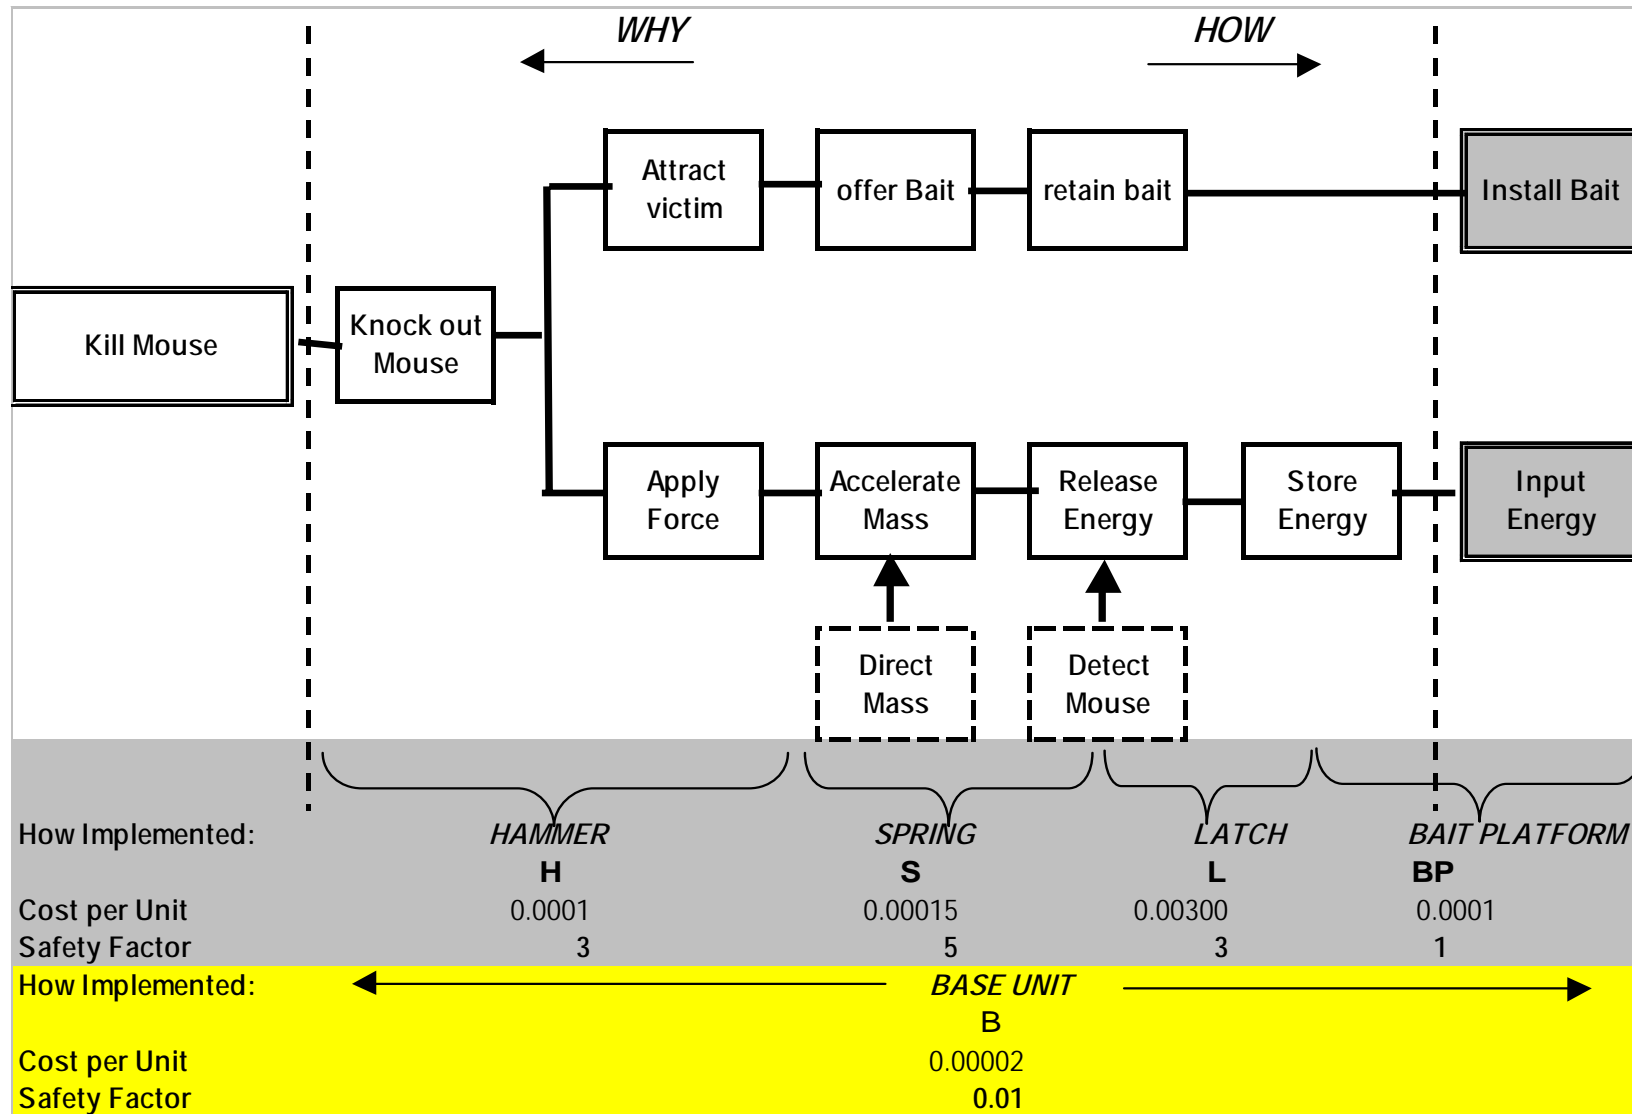 WHY HOW
Attract
victim
offer Bait
retain bait
Install Bait
Kill Mouse
Knock out
Mouse
Apply
Force
Accelerate
Mass
Release
Energy
Store
Energy
Input
Energy
Direct
Mass
Detect
Mouse
How Implemented: HAMMER SPRING LATCH BAIT PLATFORM
H S L BP
Cost per Unit 0.0001 0.00015 0.00300 0.0001
Safety Factor 3 5 3 1
How Implemented: BASE UNIT
B
Cost per Unit 0.00002
Safety Factor 0.01